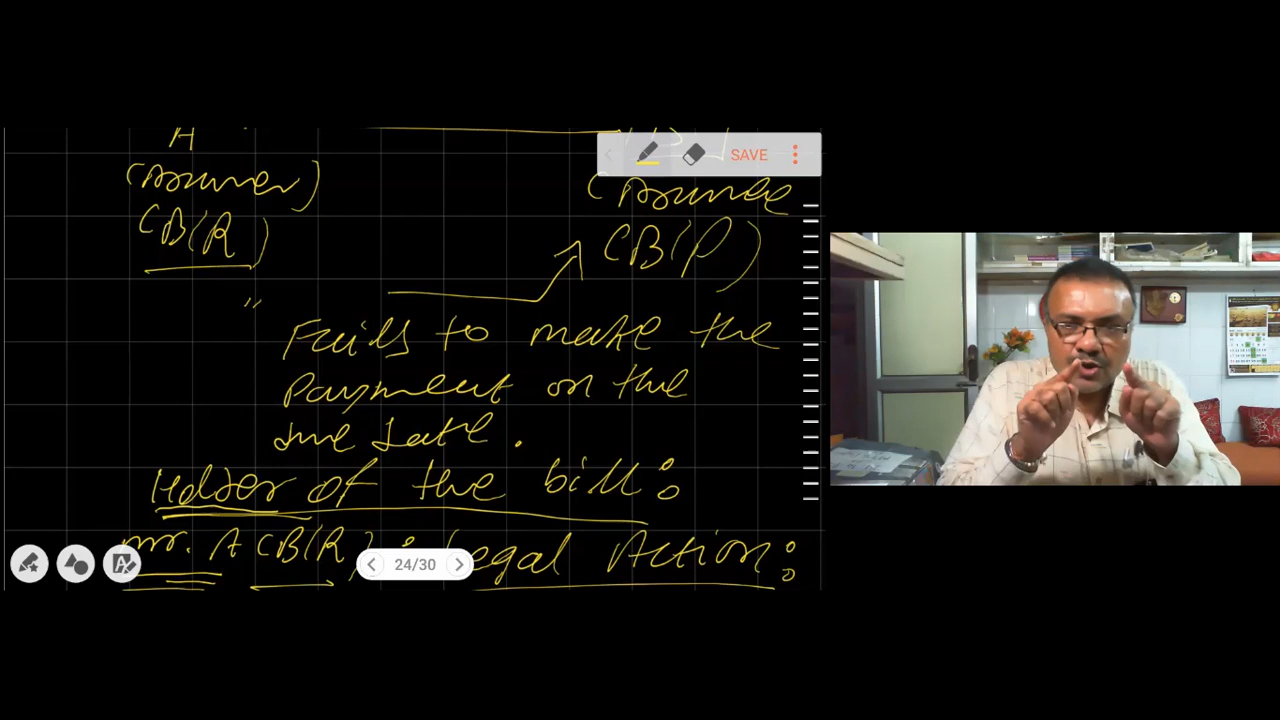 A
(Drawer) (Drawee
(B/R) (B/P)
Fails to make the
Payment on the
due date.
Holder of the bill:
Mr. A (B/R): Legal Action:
SAVE
24/30